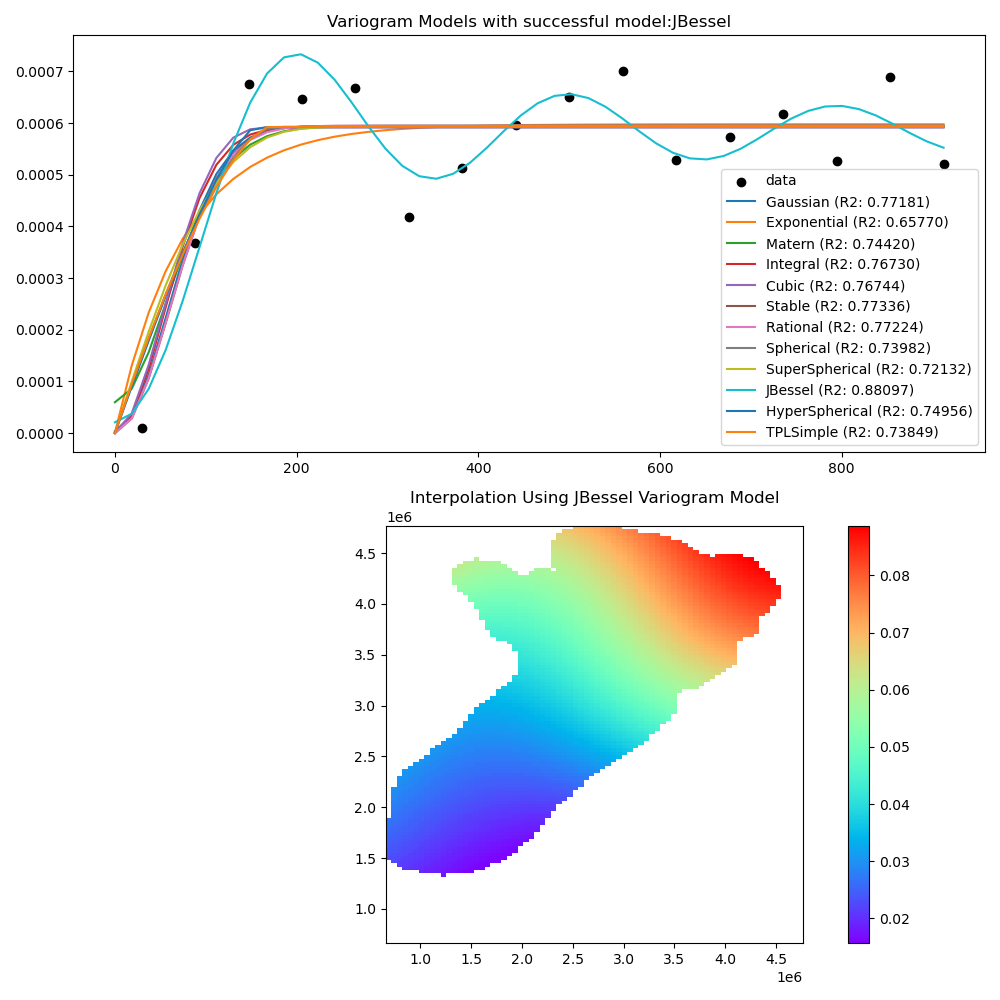 Variogram Models with successful model:JBessel
0.0007
0.0006
0.0005
0.0004
0.0003
0.0002
0.0001
0.0000
data
Gaussian (R2: 0.77181)
Exponential (R2: 0.65770)
Matern (R2: 0.74420)
Integral (R2: 0.76730)
Cubic (R2: 0.76744)
Stable (R2: 0.77336)
Rational (R2: 0.77224)
Spherical (R2: 0.73982)
SuperSpherical (R2: 0.72132)
JBessel (R2: 0.88097)
HyperSpherical (R2: 0.74956)
TPLSimple (R2: 0.73849)
0 200 400 600 800
Interpolation Using JBessel Variogram Model
1e6
4.5
4.0
3.5
3.0
2.5
2.0
1.5
1.0
1.0 1.5 2.0 2.5 3.0 3.5 4.0 4.5
1e6
0.08
0.07
0.06
0.05
0.04
0.03
0.02